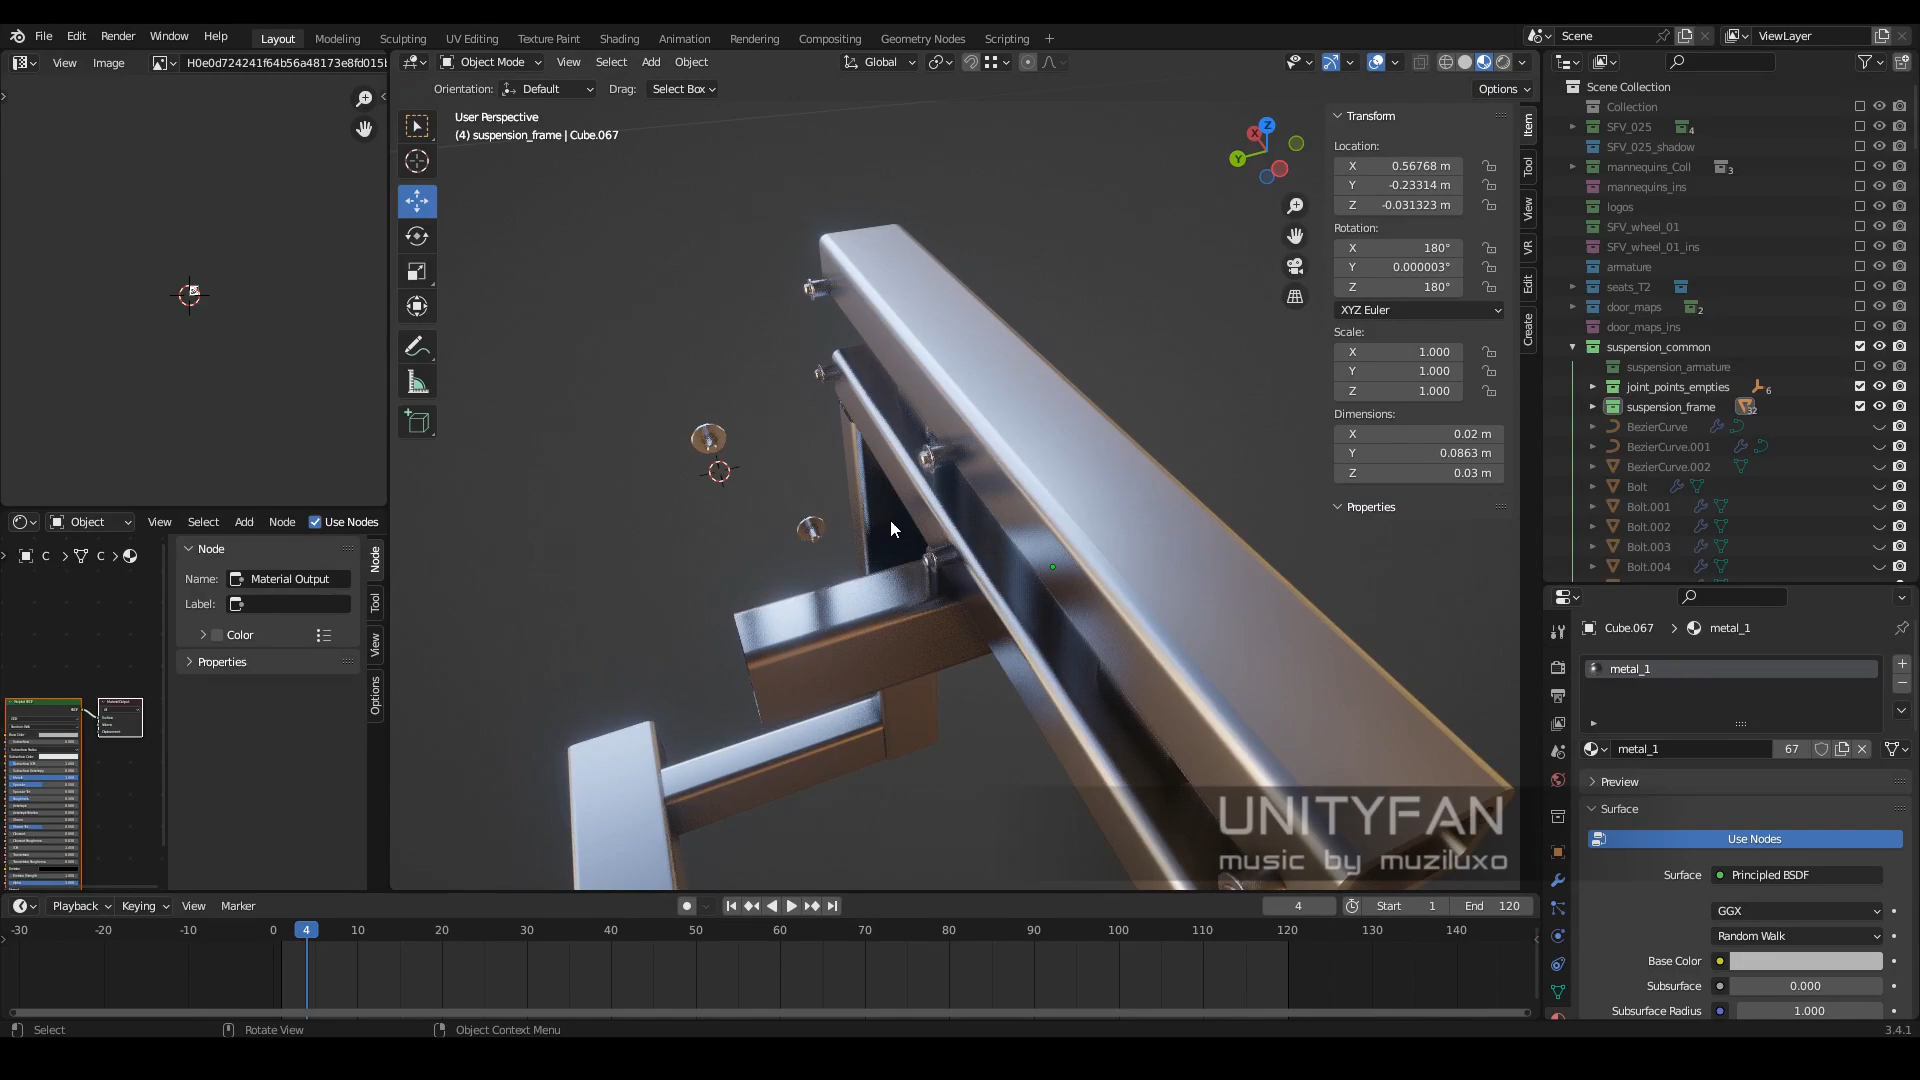 File Edit Render Window Help Layout Modeling Sculpting UV Editing Texture Paint Shading Animation Rendering Compositing Geometry Nodes Scripting + Scene ViewLayer
View Image H0e0d724241f64b56a48173e8fd015b
Object Mode View Select Add Object Global
Orientation: Default Drag: Select Box Options
User Perspective
(4) suspension_frame | Cube.067
Transform
Location:
X 0.56768 m
Y -0.23314 m
Z -0.031323 m
Rotation:
X 180°
Y 0.000003°
Z 180°
XYZ Euler
Scale:
X 1.000
Y 1.000
Z 1.000
Dimensions:
X 0.02 m
Y 0.0863 m
Z 0.03 m
Properties
Item
Tool
View
VR
Edit
Create
X
Y
Z
Scene Collection
Collection
SFV_025 4
SFV_025_shadow
mannequins_Coll 3
mannequins_ins
logos
SFV_wheel_01
SFV_wheel_01_ins
armature
seats_T2
door_maps 2
door_maps_ins
suspension_common
suspension_armature
joint_points_empties 6
suspension_frame 32
BezierCurve
BezierCurve.001
BezierCurve.002
Bolt
Bolt.001
Bolt.002
Bolt.003
Bolt.004
Object View Select Add Node Use Nodes
C > C >
Node
Name: Material Output
Label:
Color
Properties
Node
Tool
View
Options
Cube.067 > metal_1
metal_1
metal_1 67
Preview
Surface
Use Nodes
Surface Principled BSDF
GGX
Random Walk
Base Color
Subsurface 0.000
Subsurface Radius 1.000
UNITYFAN
music by muziluxo
Playback Keying View Marker 4 Start 1 End 120
-30 -20 -10 0 4 10 20 30 40 50 60 70 80 90 100 110 120 130 140
Select Rotate View Object Context Menu 3.4.1